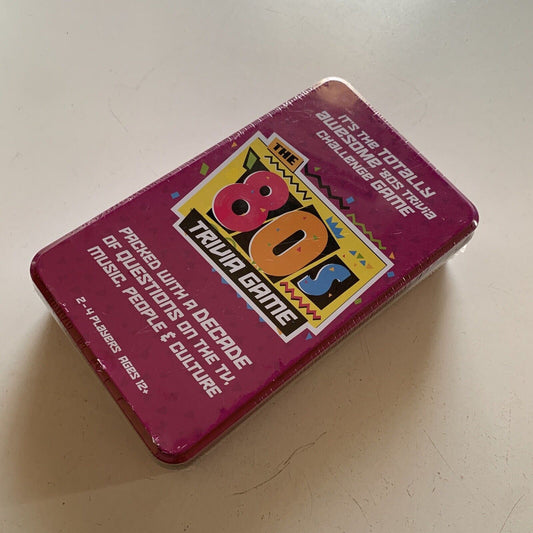 IT'S THE TOTALLY
AWESOME '80S TRIVIA
CHALLENGE GAME
THE
80s
TRIVIA GAME
PACKED WITH A DECADE
OF QUESTIONS ON THE TV,
MUSIC, PEOPLE & CULTURE
2-4 PLAYERS AGES 12+